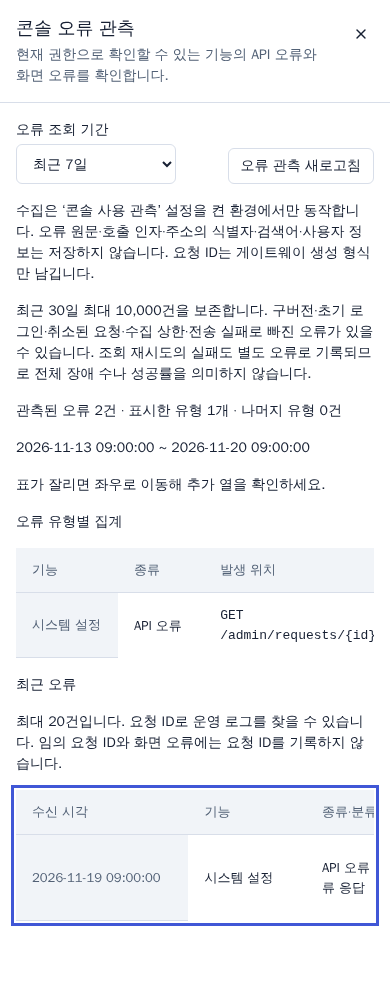 콘솔 오류 관측
현재 권한으로 확인할 수 있는 기능의 API 오류와
화면 오류를 확인합니다.
오류 조회 기간
최근 7일
오류 관측 새로고침
수집은 ‘콘솔 사용 관측’ 설정을 켠 환경에서만 동작합니
다. 오류 원문·호출 인자·주소의 식별자·검색어·사용자 정
보는 저장하지 않습니다. 요청 ID는 게이트웨이 생성 형식
만 남깁니다.
최근 30일 최대 10,000건을 보존합니다. 구버전·초기 로
그인·취소된 요청·수집 상한·전송 실패로 빠진 오류가 있을
수 있습니다. 조회 재시도의 실패도 별도 오류로 기록되므
로 전체 장애 수나 성공률을 의미하지 않습니다.
관측된 오류 2건 · 표시한 유형 1개 · 나머지 유형 0건
2026-11-13 09:00:00 ~ 2026-11-20 09:00:00
표가 잘리면 좌우로 이동해 추가 열을 확인하세요.
오류 유형별 집계
기능 종류 발생 위치
시스템 설정 API 오류 GET
/admin/requests/{id}
최근 오류
최대 20건입니다. 요청 ID로 운영 로그를 찾을 수 있습니
다. 임의 요청 ID와 화면 오류에는 요청 ID를 기록하지 않
습니다.
수신 시각 기능 종류·분류
2026-11-19 09:00:00 시스템 설정 API 오류
류 응답